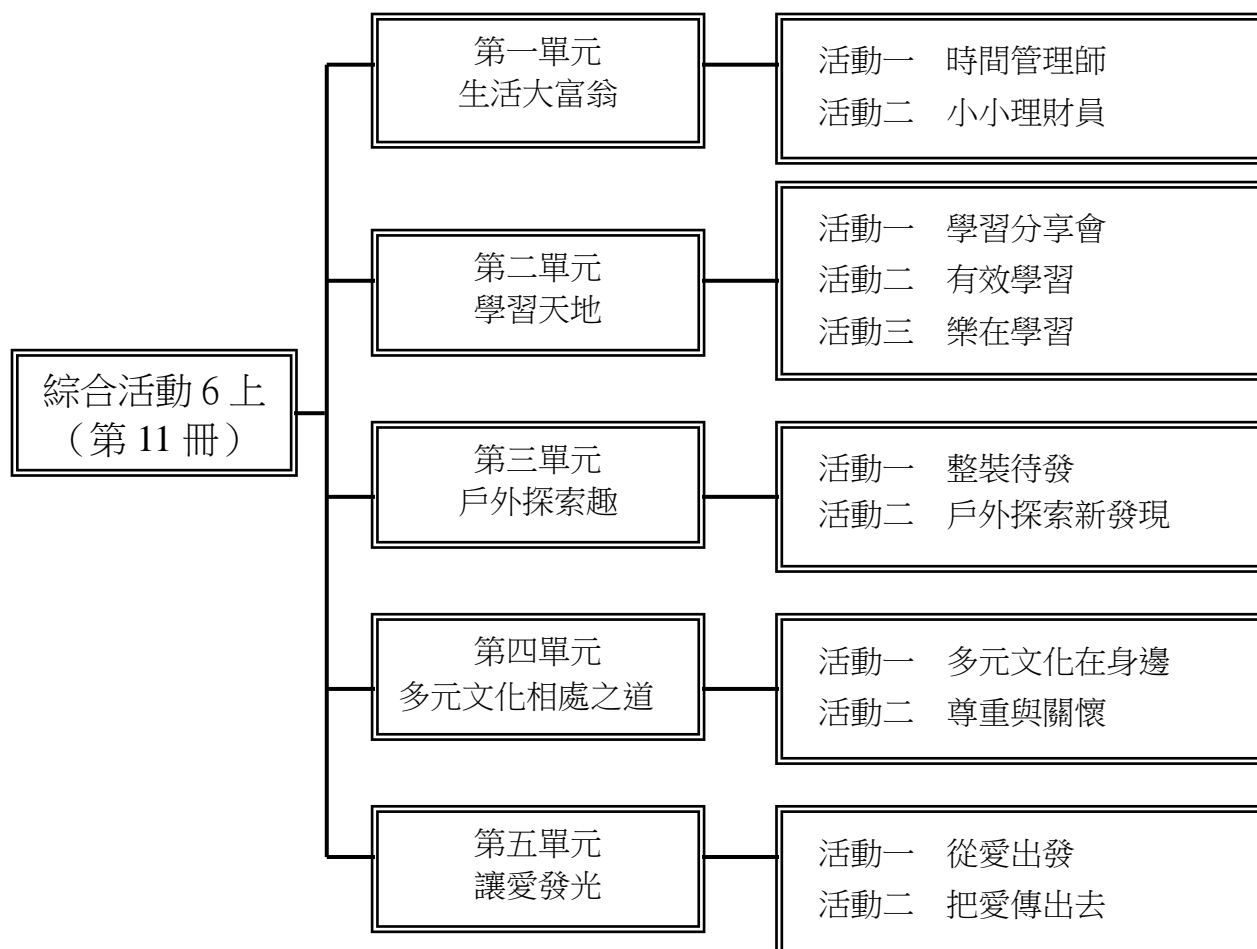 綜合活動 6 上
（第 11 冊）
第一單元
生活大富翁
活動一　時間管理師
活動二　小小理財員
第二單元
學習天地
活動一　學習分享會
活動二　有效學習
活動三　樂在學習
第三單元
戶外探索趣
活動一　整裝待發
活動二　戶外探索新發現
第四單元
多元文化相處之道
活動一　多元文化在身邊
活動二　尊重與關懷
第五單元
讓愛發光
活動一　從愛出發
活動二　把愛傳出去